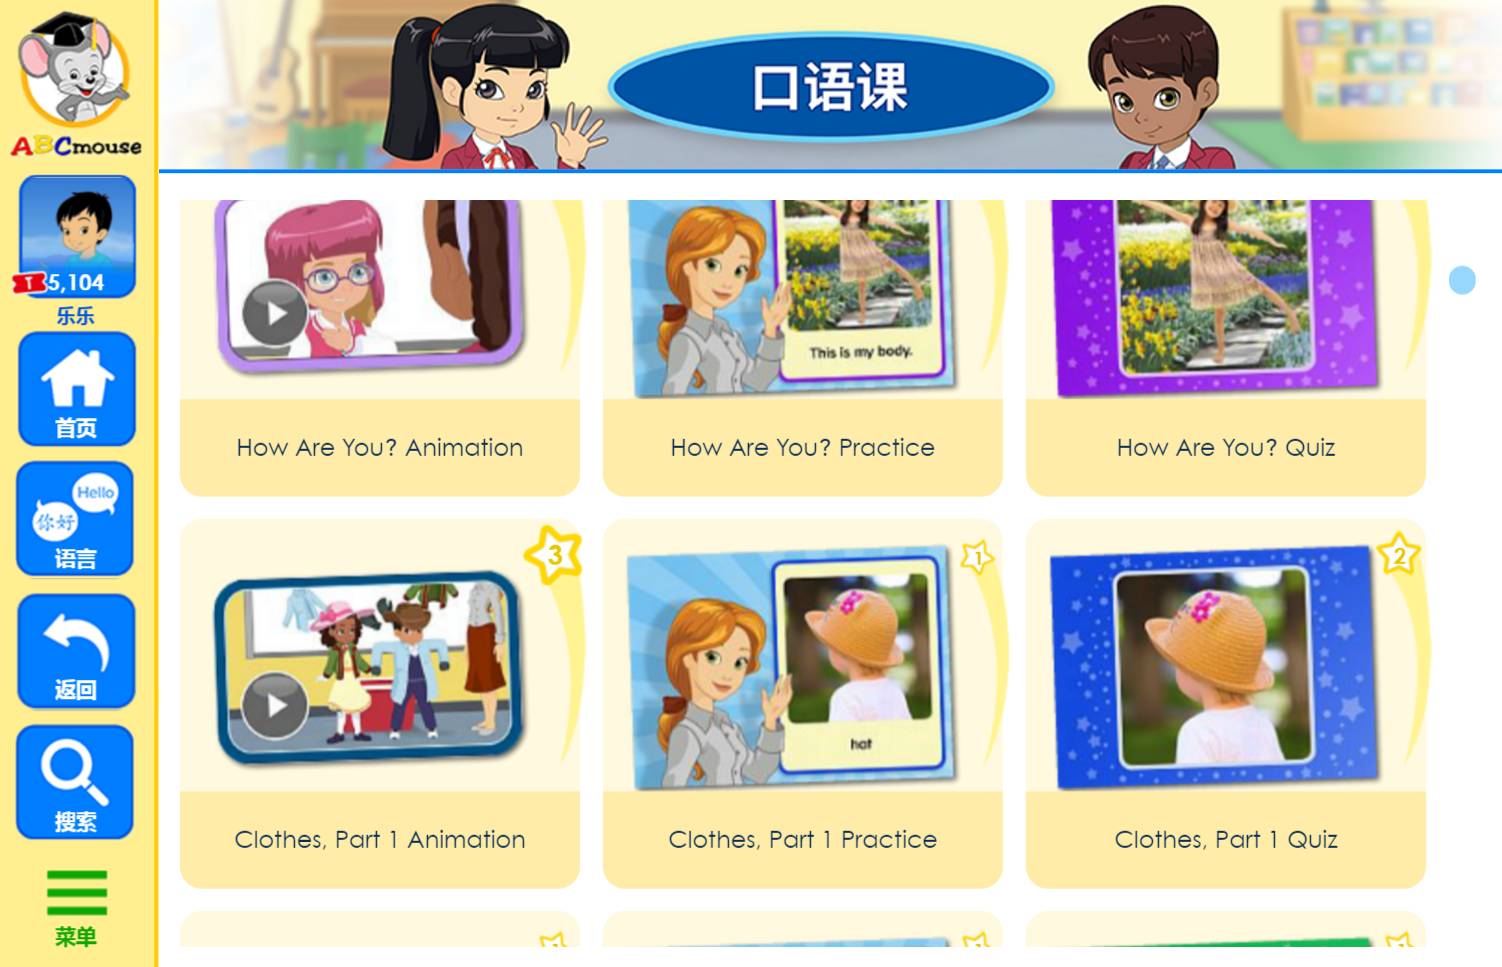 口语课
ABCmouse
T 5,104
乐乐
首页
Hello
你好
语言
返回
搜索
菜单
This is my body.
How Are You? Animation
How Are You? Practice
How Are You? Quiz
3
1
2
hat
Clothes, Part 1 Animation
Clothes, Part 1 Practice
Clothes, Part 1 Quiz